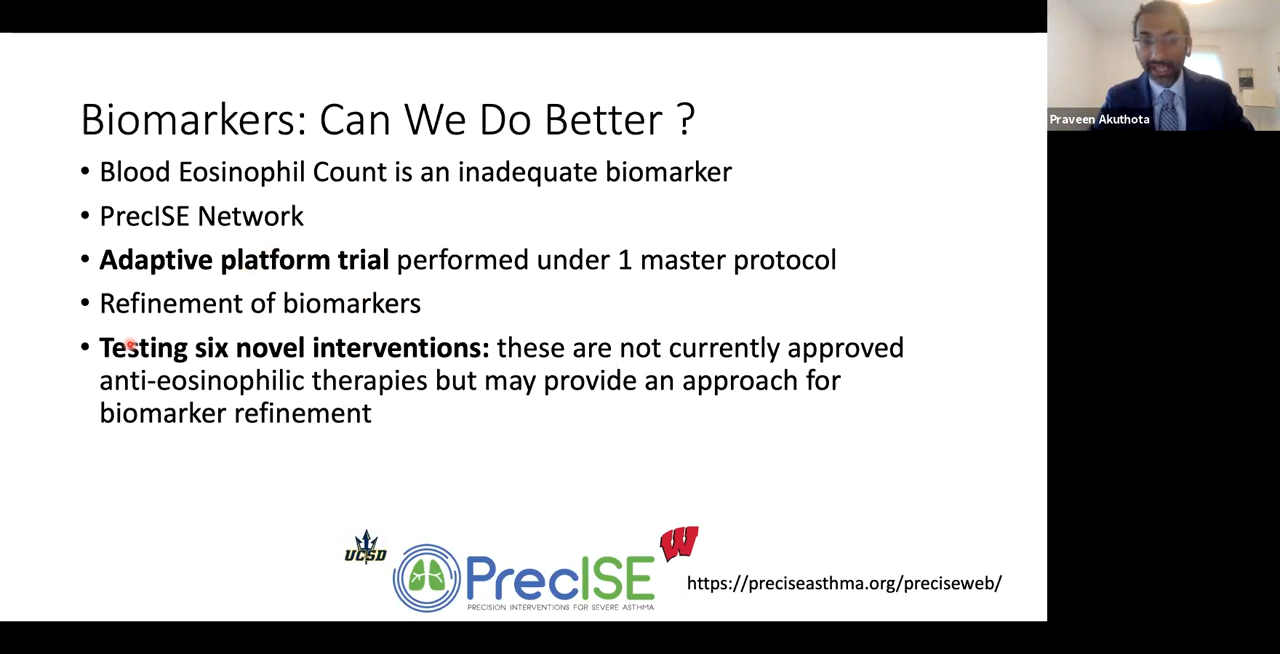 Biomarkers: Can We Do Better ?
• Blood Eosinophil Count is an inadequate biomarker
• PrecISE Network
• Adaptive platform trial performed under 1 master protocol
• Refinement of biomarkers
• Testing six novel interventions: these are not currently approved
anti-eosinophilic therapies but may provide an approach for
biomarker refinement
UCSD
W
PrecISE
PRECISION INTERVENTIONS FOR SEVERE ASTHMA
https://preciseasthma.org/preciseweb/
Praveen Akuthota